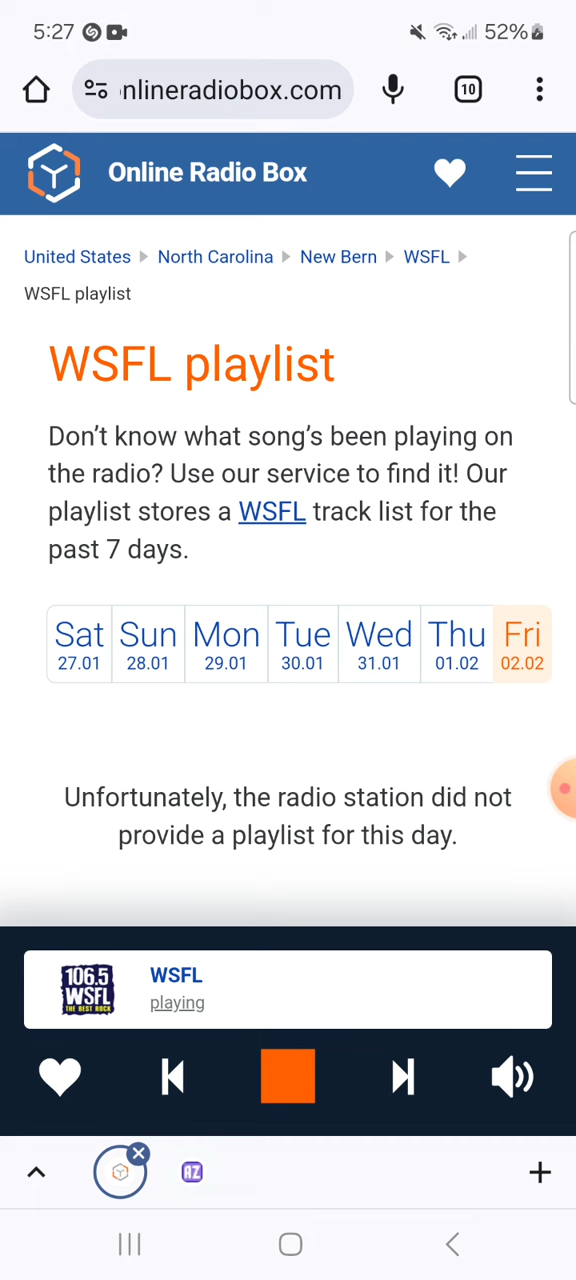 5:27 52%
nlineradiobox.com 10
Online Radio Box
United States North Carolina New Bern WSFL
WSFL playlist
WSFL playlist
Don’t know what song’s been playing on
the radio? Use our service to find it! Our
playlist stores a WSFL track list for the
past 7 days.
Sat Sun Mon Tue Wed Thu Fri
27.01 28.01 29.01 30.01 31.01 01.02 02.02
Unfortunately, the radio station did not
provide a playlist for this day.
106.5
WSFL
THE BEST ROCK
WSFL
playing
AZ